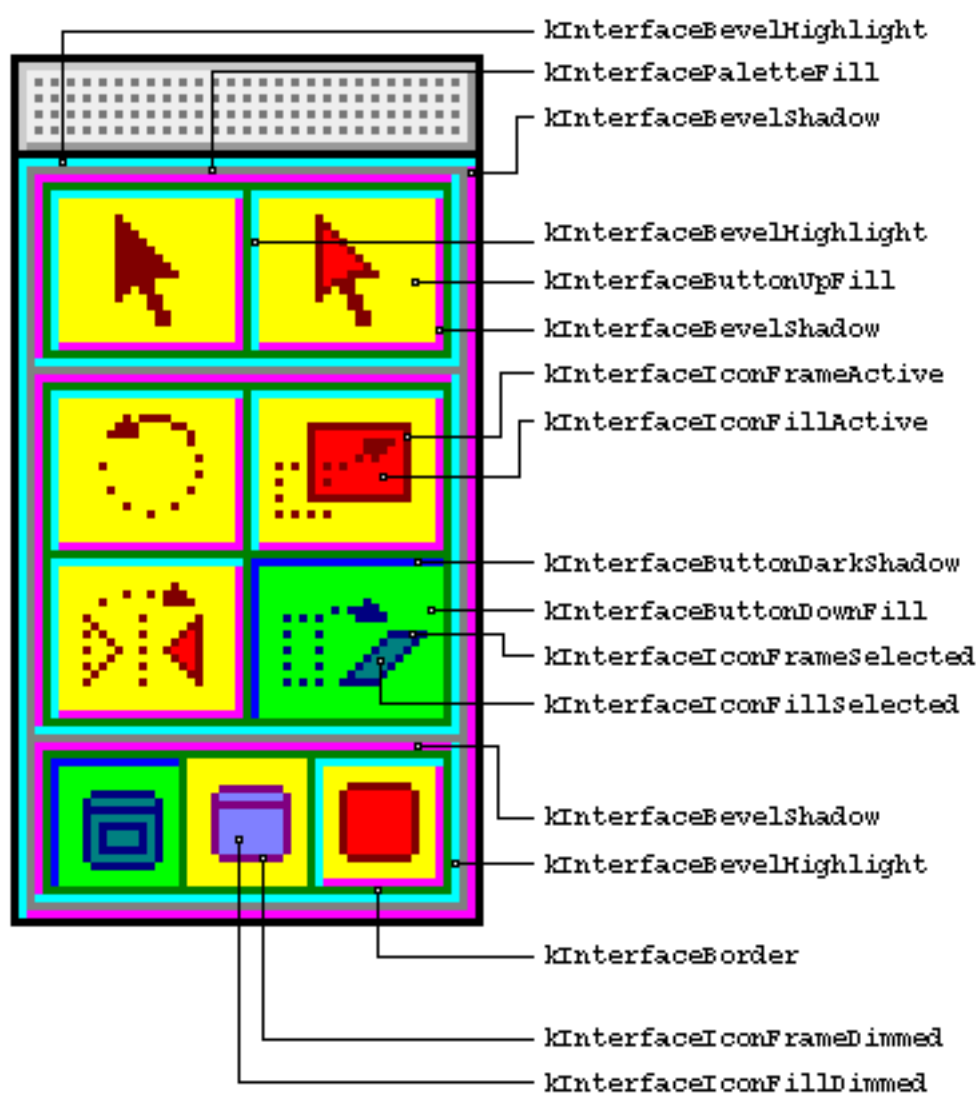 kInterfaceBevelHighlight
kInterfacePaletteFill
kInterfaceBevelShadow
kInterfaceBevelHighlight
kInterfaceButtonUpFill
kInterfaceBevelShadow
kInterfaceIconFrameActive
kInterfaceIconFillActive
kInterfaceButtonDarkShadow
kInterfaceButtonDownFill
kInterfaceIconFrameSelected
kInterfaceIconFillSelected
kInterfaceBevelShadow
kInterfaceBevelHighlight
kInterfaceBorder
kInterfaceIconFrameDimmed
kInterfaceIconFillDimmed